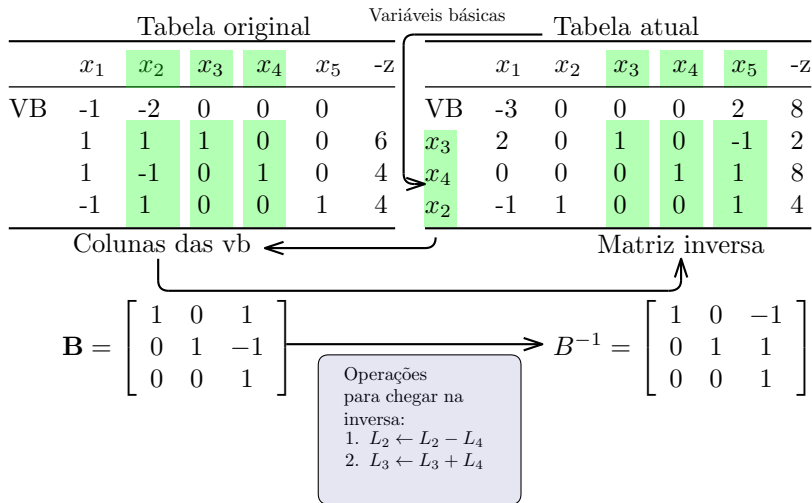 Variáveis básicas
Tabela original
x1 x2 x3 x4 x5 -z
VB -1 -2 0 0 0
1 1 1 0 0 6
1 -1 0 1 0 4
-1 1 0 0 1 4
Tabela atual
x1 x2 x3 x4 x5 -z
VB -3 0 0 0 2 8
x3 2 0 1 0 -1 2
x4 0 0 0 1 1 8
x2 -1 1 0 0 1 4
Colunas das vb
Matriz inversa
B = [ 1 0 1
0 1 −1
0 0 1 ]
B⁻¹ = [ 1 0 −1
0 1 1
0 0 1 ]
Operações
para chegar na
inversa:
1. L2 ← L2 − L4
2. L3 ← L3 + L4